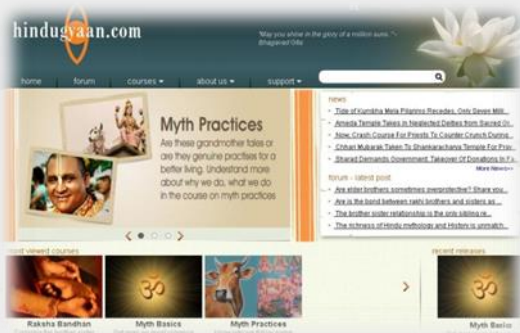 hindugyaan.com
"May you shine in the glory of a million suns. "-
Bhagavad Gita
home forum courses about us support
Myth Practices
Are these grandmother tales or
are they genuine practises for a
better living. Understand more
about why we do, what we do
in the course on myth practices
news
Tide of Kumbha Mela Pilgrims Recedes, Only Seven Milli...
Ameda Temple Takes in Neglected Deities from Sacred Gr...
Now, Crash Course For Priests To Counter Crunch During...
Chhari Mubarak Taken To Shankaracharya Temple For Pray...
Sharad Demands Government Takeover Of Donations In Fa...
More News>>
forum - latest post
Are elder brothers sometimes overprotective? Share you...
Are is the bond between rakhi brothers and sisters as ...
The brother sister relationship is the only sibling re...
The richness of Hindu mythology and History is unmatch...
most viewed courses
recent releases
ॐ
ॐ
Raksha Bandhan
Myth Basics
Myth Practices
Myth Basics